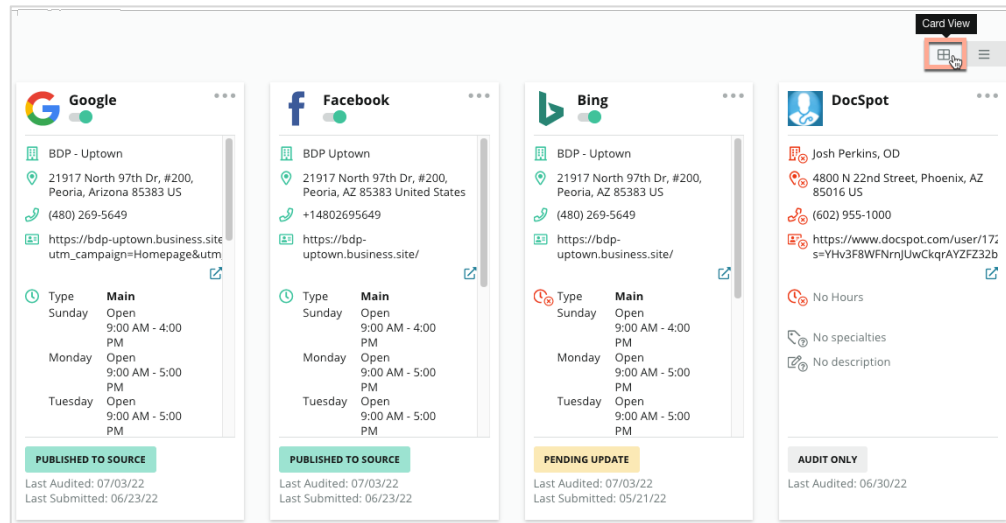 Card View
Google
BDP - Uptown
21917 North 97th Dr, #200,
Peoria, Arizona 85383 US
(480) 269-5649
https://bdp-uptown.business.site
utm_campaign=Homepage&utm_
Type Main
Sunday Open
9:00 AM - 4:00
PM
Monday Open
9:00 AM - 5:00
PM
Tuesday Open
9:00 AM - 5:00
PM
PUBLISHED TO SOURCE
Last Audited: 07/03/22
Last Submitted: 06/23/22
Facebook
BDP Uptown
21917 North 97th Dr, #200,
Peoria, AZ 85383 United States
+14802695649
https://bdp-
uptown.business.site/
Type Main
Sunday Open
9:00 AM - 4:00
PM
Monday Open
9:00 AM - 5:00
PM
Tuesday Open
9:00 AM - 5:00
PM
PUBLISHED TO SOURCE
Last Audited: 07/03/22
Last Submitted: 06/23/22
Bing
BDP - Uptown
21917 North 97th Dr, #200,
Peoria, AZ 85383 US
(480) 269-5649
https://bdp-
uptown.business.site/
Type Main
Sunday Open
9:00 AM - 4:00
PM
Monday Open
9:00 AM - 5:00
PM
Tuesday Open
9:00 AM - 5:00
PM
PENDING UPDATE
Last Audited: 07/03/22
Last Submitted: 05/21/22
DocSpot
Josh Perkins, OD
4800 N 22nd Street, Phoenix, AZ
85016 US
(602) 955-1000
https://www.docspot.com/user/172
s=YHv3F8WFNrnJUwCkqrAYZFZ32b
No Hours
No specialties
No description
AUDIT ONLY
Last Audited: 06/30/22